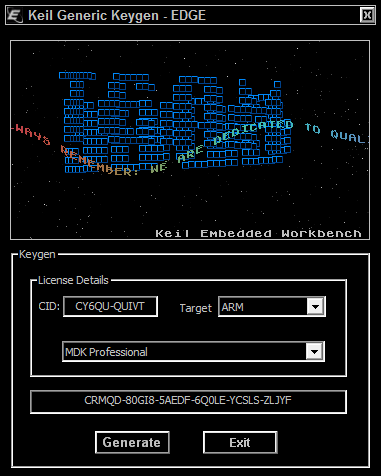 Keil Generic Keygen - EDGE
WAYS REMEMBER: WE ARE DEDICATED TO QUAL
Keil Embedded Workbench
Keygen
License Details
CID: CY6QU-QUIVT Target ARM
MDK Professional
CRMQD-80GI8-5AEDF-6Q0LE-YCSLS-ZLJYF
Generate Exit